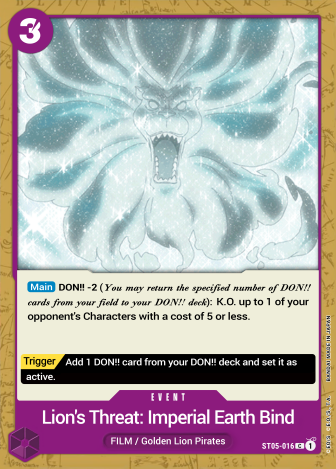 3
Main DON!! -2 (You may return the specified number of DON!!
cards from your field to your DON!! deck): K.O. up to 1 of your
opponent's Characters with a cost of 5 or less.
Trigger Add 1 DON!! card from your DON!! deck and set it as
active.
EVENT
Lion's Threat: Imperial Earth Bind
FILM / Golden Lion Pirates
ST05-016 C 1